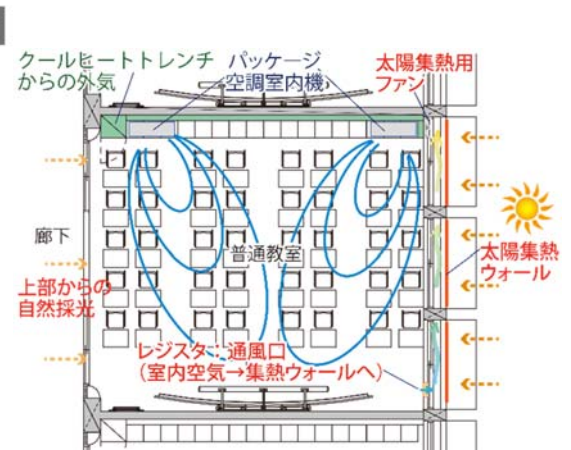 クールヒートトレンチ
からの外気
パッケージ
空調室内機
太陽集熱用
ファン
廊下
普通教室
太陽集熱
ウォール
上部からの
自然採光
レジスタ：通風口
（室内空気→集熱ウォールへ）